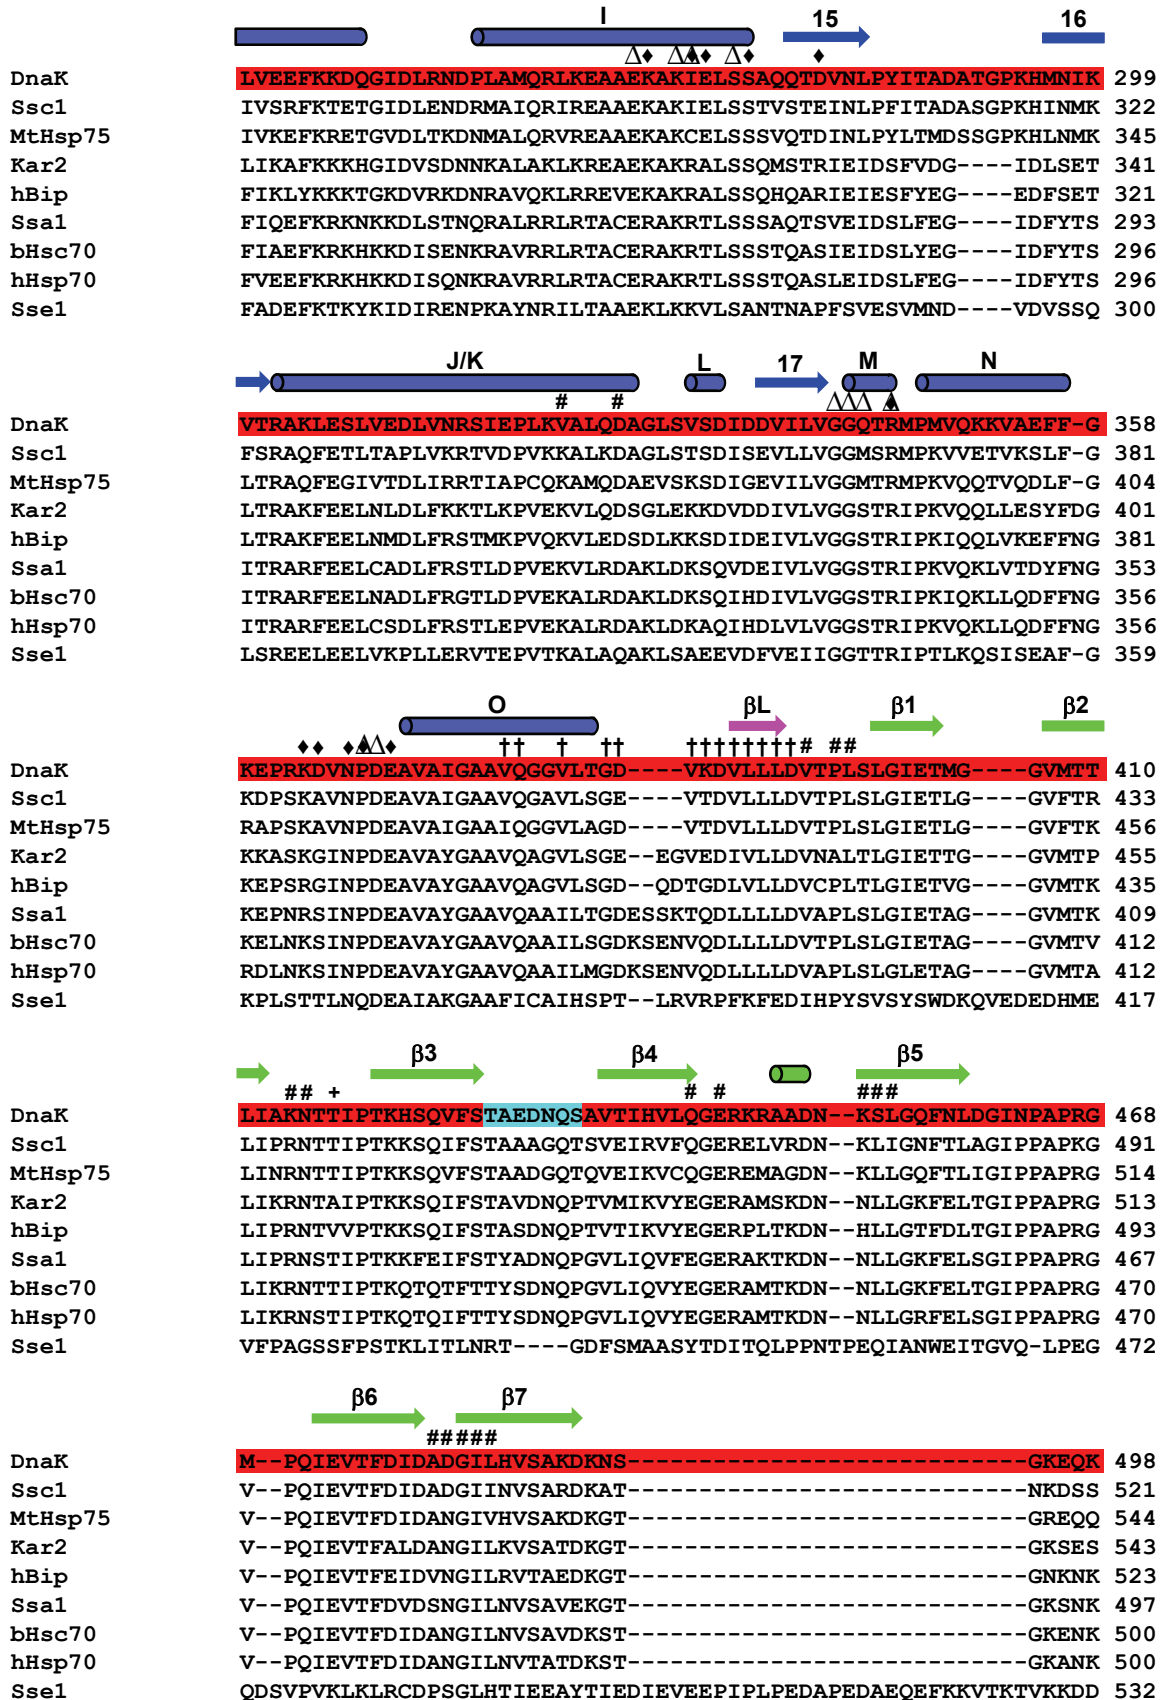 I 15 16
Δ♦ ΔΔ♦♦ Δ♦ ♦
DnaK LVEEFKKDQGIDLRNDPLAMQRLKEAAEKAKIELSSAQQTDVNLPYITADATGPKHMNIK 299
Ssc1 IVSRFKTETGIDLENDRMAIQRIREAAEKAKIELSSTVSTEINLPFITADASGPKHINMK 322
MtHsp75 IVKEFKRETGVDLTKDNMALQRVREAAEKAKCELSSSVQTDINLPYLTMDSSGPKHLNMK 345
Kar2 LIKAFKKKHGIDVSDNNKALAKLKREAEKAKRALSSQMSTRIEIDSFVDG----IDLSET 341
hBip FIKLYKKKTGKDVRKDNRAVQKLRREVEKAKRALSSQHQARIEIESFYEG----EDFSET 321
Ssa1 FIQEFKRKNKKDLSTNQRALRRLRTACERAKRTLSSSAQTSVEIDSLFEG----IDFYTS 293
bHsc70 FIAEFKRKHKKDISENKRAVRRLRTACERAKRTLSSSTQASIEIDSLYEG----IDFYTS 296
hHsp70 FVEEFKRKHKKDISQNKRAVRRLRTACERAKRTLSSSTQASLEIDSLFEG----IDFYTS 296
Sse1 FADEFKTKYKIDIRENPKAYNRILTAAEKLKKVLSANTNAPFSVESVMND----VDVSSQ 300
J/K L 17 M N
# # ΔΔΔ Δ♦
DnaK VTRAKLESLVEDLVNRSIEPLKVALQDAGLSVSDIDDVILVGGQTRMPMVQKKVAEFF-G 358
Ssc1 FSRAQFETLTAPLVKRTVDPVKKALKDAGLSTSDISEVLLVGGMSRMPKVVETVKSLF-G 381
MtHsp75 LTRAQFEGIVTDLIRRTIAPCQKAMQDAEVSKSDIGEVILVGGMTRMPKVQQTVQDLF-G 404
Kar2 LTRAKFEELNLDLFKKTLKPVEKVLQDSGLEKKDVDDIVLVGGSTRIPKVQQLLESYFDG 401
hBip LTRAKFEELNMDLFRSTMKPVQKVLEDSDLKKSDIDEIVLVGGSTRIPKIQQLVKEFFNG 381
Ssa1 ITRARFEELCADLFRSTLDPVEKVLRDAKLDKSQVDEIVLVGGSTRIPKVQKLVTDYFNG 353
bHsc70 ITRARFEELNADLFRGTLDPVEKALRDAKLDKSQIHDIVLVGGSTRIPKIQKLLQDFFNG 356
hHsp70 ITRARFEELCSDLFRSTLEPVEKALRDAKLDKAQIHDLVLVGGSTRIPKVQKLLQDFFNG 356
Sse1 LSREELEELVKPLLERVTEPVTKALAQAKLSAEEVDFVEIIGGTTRIPTLKQSISEAF-G 359
O βL β1 β2
♦♦ ♦ΔΔ♦ †† † †† ††††††††# ##
DnaK KEPRKDVNPDEAVAIGAAVQGGVLTGD----VKDVLLLDVTPLSLGIETMG----GVMTT 410
Ssc1 KDPSKAVNPDEAVAIGAAVQGAVLSGE----VTDVLLLDVTPLSLGIETLG----GVFTR 433
MtHsp75 RAPSKAVNPDEAVAIGAAIQGGVLAGD----VTDVLLLDVTPLSLGIETLG----GVFTK 456
Kar2 KKASKGINPDEAVAYGAAVQAGVLSGE--EGVEDIVLLDVNALTLGIETTG----GVMTP 455
hBip KEPSRGINPDEAVAYGAAVQAGVLSGD--QDTGDLVLLDVCPLTLGIETVG----GVMTK 435
Ssa1 KEPNRSINPDEAVAYGAAVQAAILTGDESSKTQDLLLLDVAPLSLGIETAG----GVMTK 409
bHsc70 KELNKSINPDEAVAYGAAVQAAILSGDKSENVQDLLLLDVTPLSLGIETAG----GVMTV 412
hHsp70 RDLNKSINPDEAVAYGAAVQAAILMGDKSENVQDLLLLDVAPLSLGLETAG----GVMTA 412
Sse1 KPLSTTLNQDEAIAKGAAFICAIHSPT--LRVRPFKFEDIHPYSVSYSWDKQVEDEDHME 417
β3 β4 β5
## + # # ###
DnaK LIAKNTTIPTKHSQVFSTAEDNQSAVTIHVLQGERKRAADN--KSLGQFNLDGINPAPRG 468
Ssc1 LIPRNTTIPTKKSQIFSTAAAGQTSVEIRVFQGERELVRDN--KLIGNFTLAGIPPAPKG 491
MtHsp75 LINRNTTIPTKKSQVFSTAADGQTQVEIKVCQGEREMAGDN--KLLGQFTLIGIPPAPRG 514
Kar2 LIKRNTAIPTKKSQIFSTAVDNQPTVMIKVYEGERAMSKDN--NLLGKFELTGIPPAPRG 513
hBip LIPRNTVVPTKKSQIFSTASDNQPTVTIKVYEGERPLTKDN--HLLGTFDLTGIPPAPRG 493
Ssa1 LIPRNSTIPTKKFEIFSTYADNQPGVLIQVFEGERAKTKDN--NLLGKFELSGIPPAPRG 467
bHsc70 LIKRNTTIPTKQTQTFTTYSDNQPGVLIQVYEGERAMTKDN--NLLGKFELTGIPPAPRG 470
hHsp70 LIKRNSTIPTKQTQIFTTYSDNQPGVLIQVYEGERAMTKDN--NLLGRFELSGIPPAPRG 470
Sse1 VFPAGSSFPSTKLITLNRT----GDFSMAASYTDITQLPPNTPEQIANWEITGVQ-LPEG 472
β6 β7
## ###
DnaK M--PQIEVTFDIDADGILHVSAKDKNS----------------------------GKEQK 498
Ssc1 V--PQIEVTFDIDADGIINVSARDKAT----------------------------NKDSS 521
MtHsp75 V--PQIEVTFDIDANGIVHVSAKDKGT----------------------------GREQQ 544
Kar2 V--PQIEVTFALDANGILKVSATDKGT----------------------------GKSES 543
hBip V--PQIEVTFEIDVNGILRVTAEDKGT----------------------------GNKNK 523
Ssa1 V--PQIEVTFDVDSNGILNVSAVEKGT----------------------------GKSNK 497
bHsc70 V--PQIEVTFDIDANGILNVSAVDKST----------------------------GKENK 500
hHsp70 V--PQIEVTFDIDANGILNVTATDKST----------------------------GKANK 500
Sse1 QDSVPVKLKLRCDPSGLHTIEEAYTIEDIEVEEPIPLPEDAPEDAEQEFKKVTKTVKKDD 532